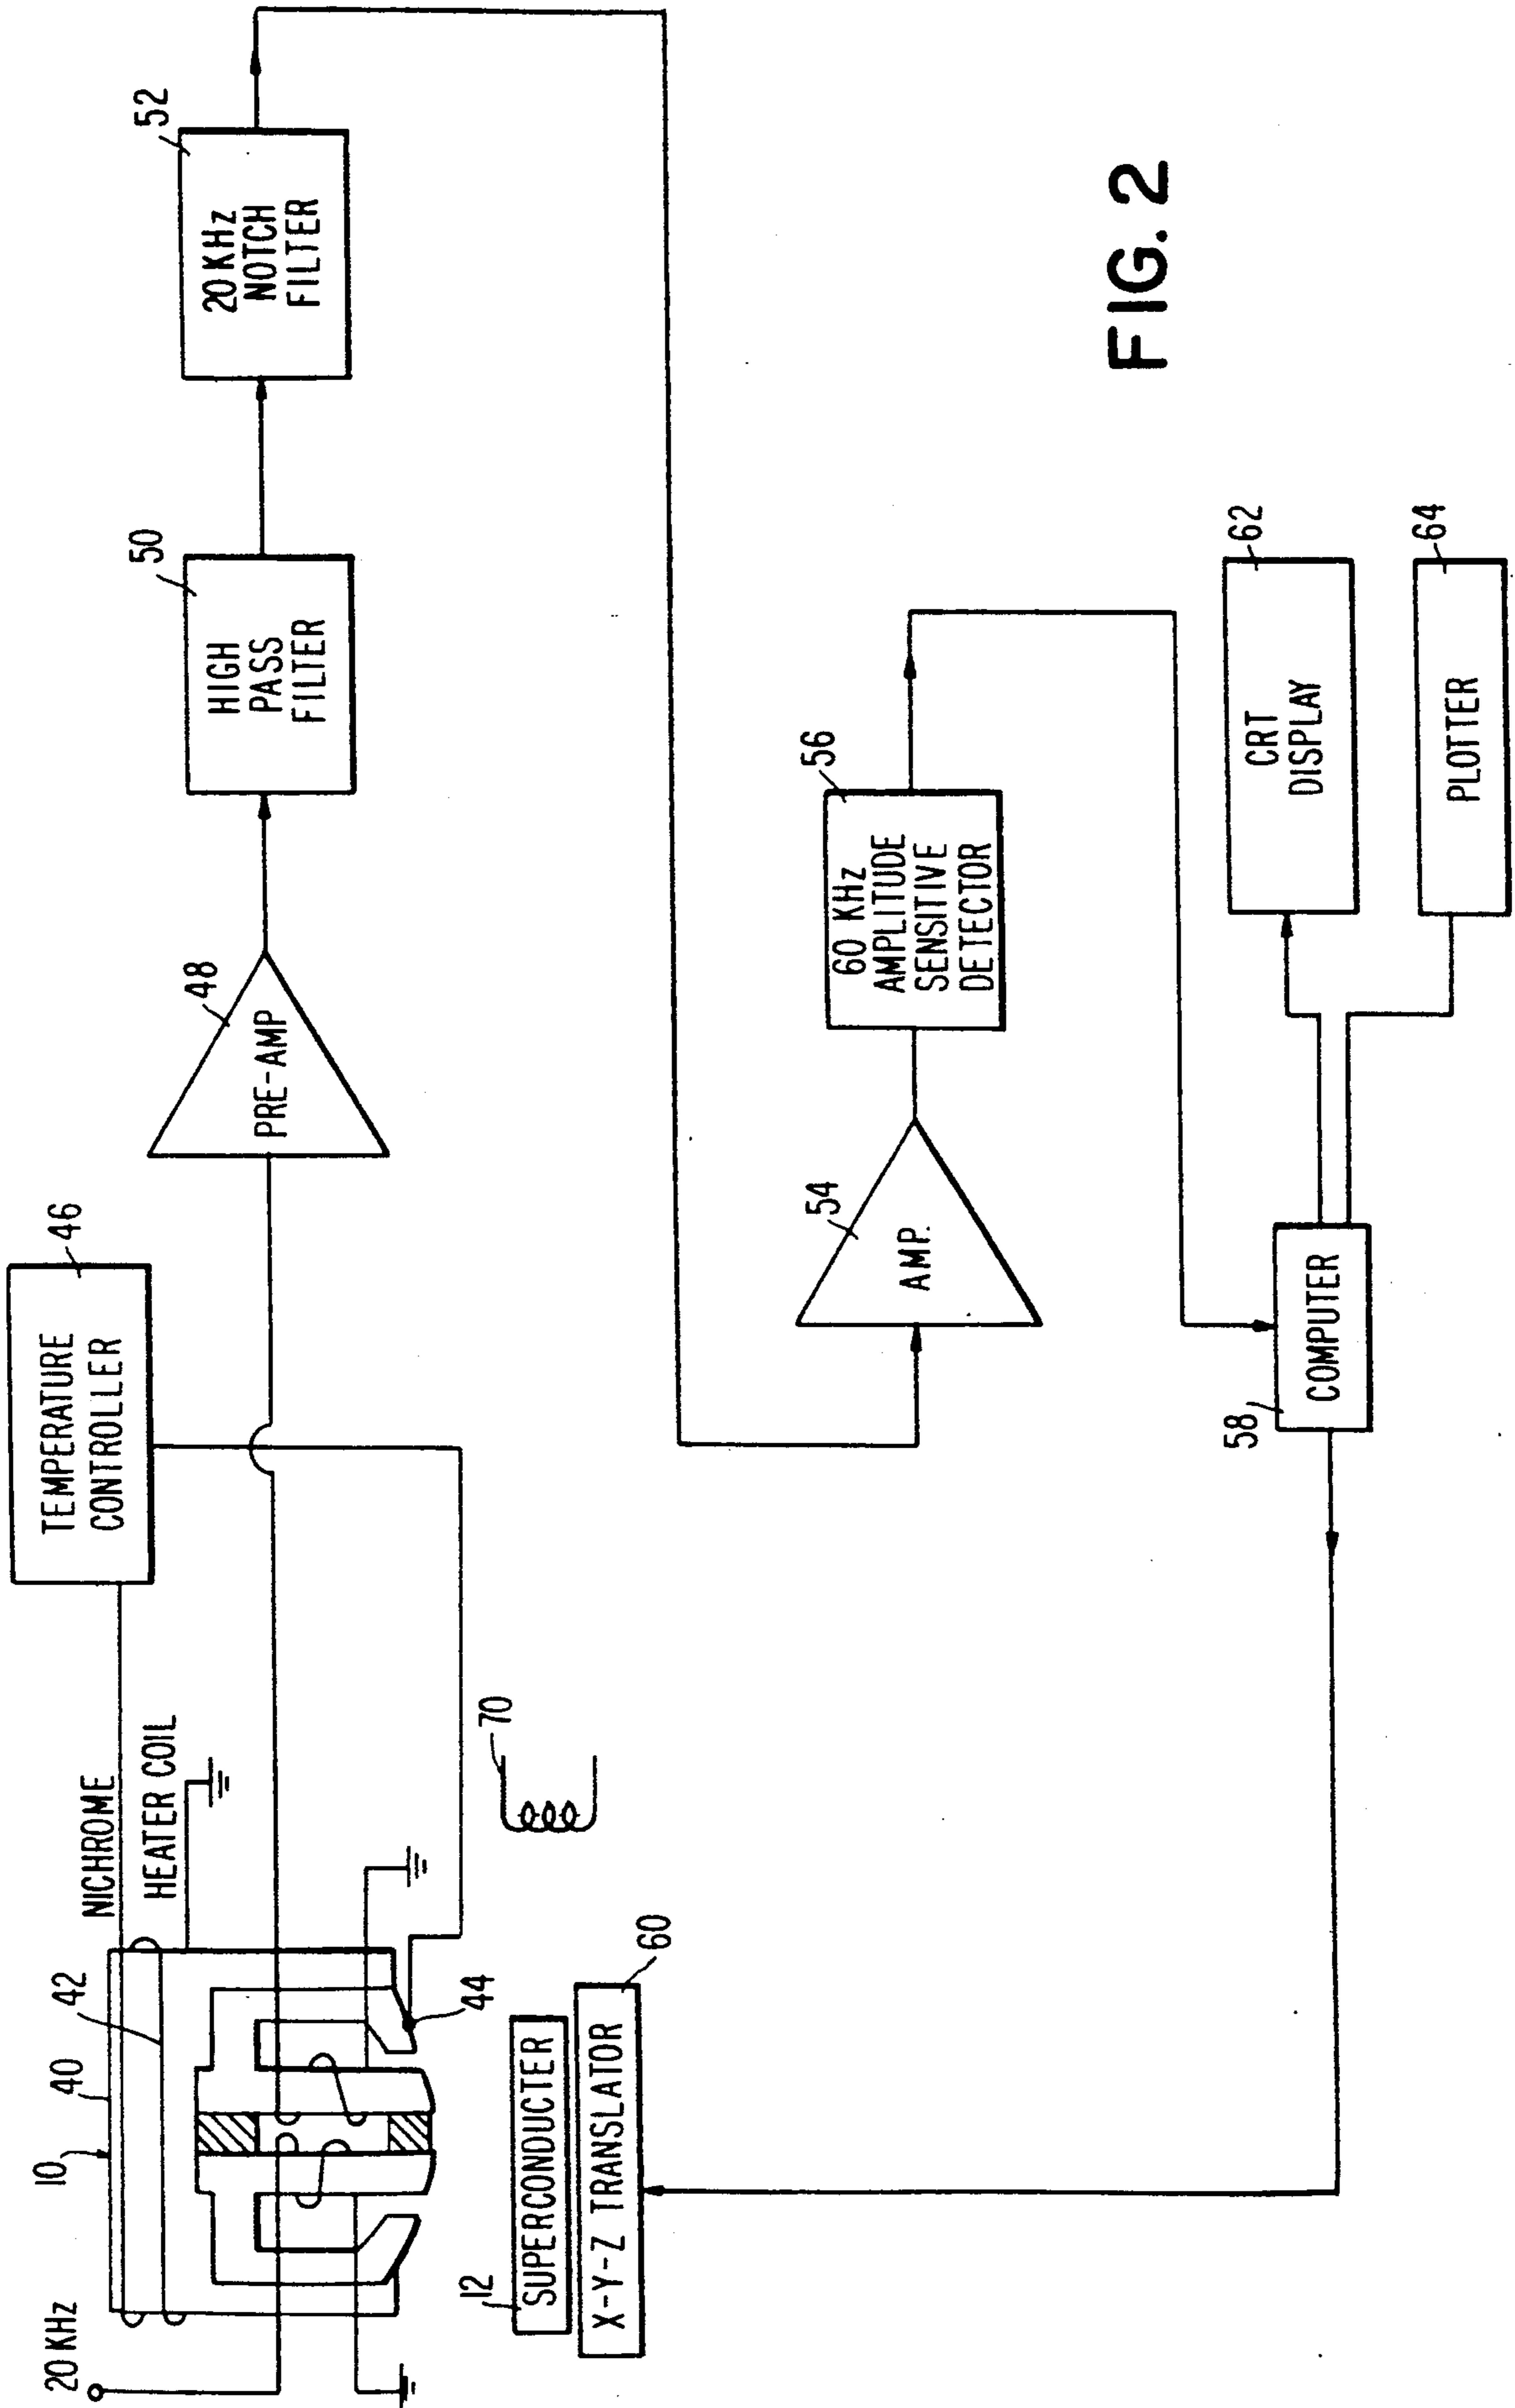 20 KHz
10
40
42
NICHROME
HEATER COIL
TEMPERATURE
CONTROLLER
46
PRE-AMP
48
HIGH
PASS
FILTER
50
20 KHz
NOTCH
FILTER
52
44
70
12
SUPERCONDUCTER
X-Y-Z TRANSLATOR
60
AMP.
54
60 KHz
AMPLITUDE
SENSITIVE
DETECTOR
56
COMPUTER
58
CRT
DISPLAY
62
PLOTTER
64
FIG. 2